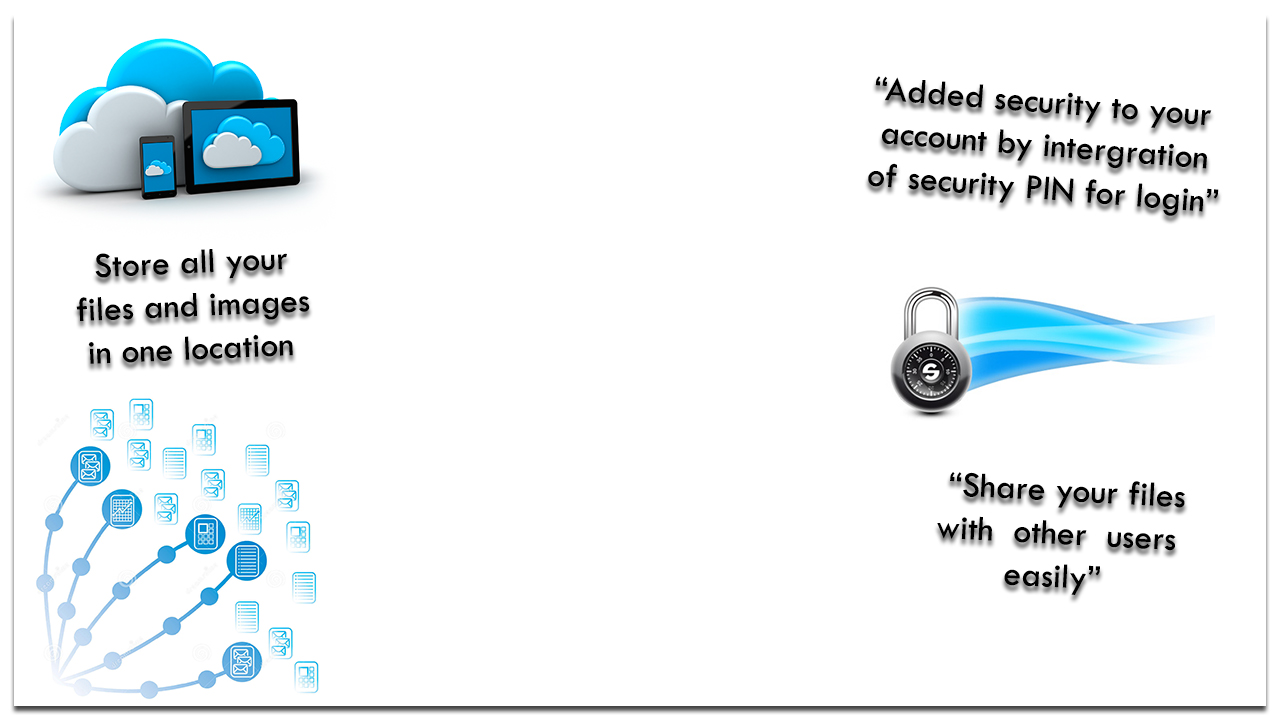 Store all your
files and images
in one location
“Added security to your
account by intergration
of security PIN for login”
“Share your files
with other users
easily”